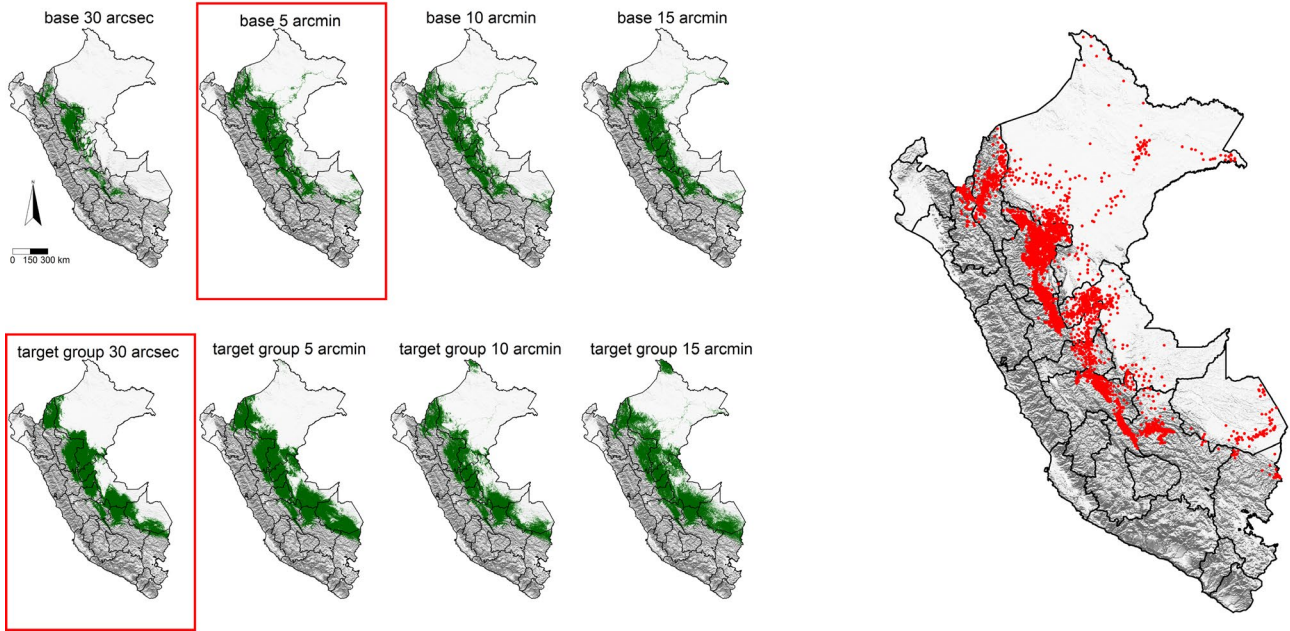 base 30 arcsec
base 5 arcmin
base 10 arcmin
base 15 arcmin
N
0 150 300 km
target group 30 arcsec
target group 5 arcmin
target group 10 arcmin
target group 15 arcmin